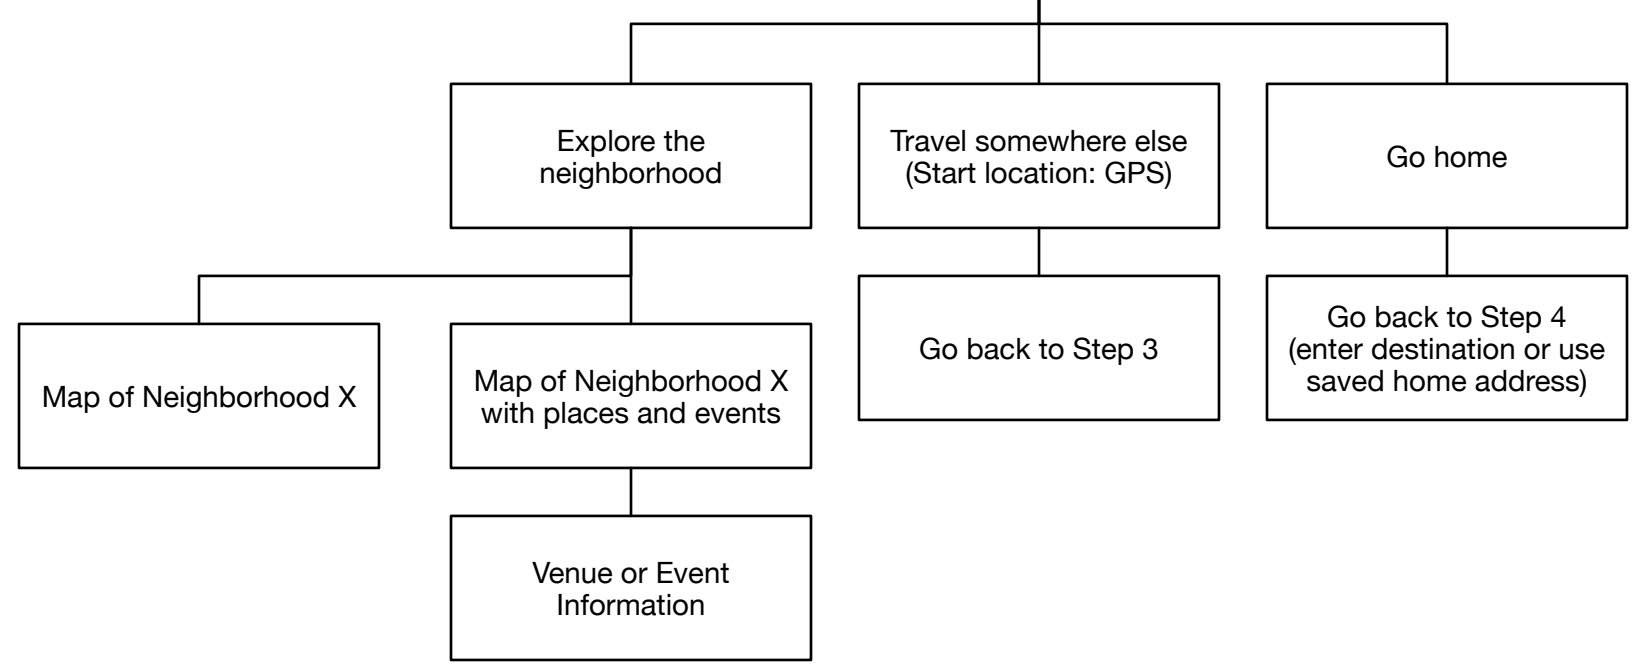 Explore the
neighborhood
Travel somewhere else
(Start location: GPS)
Go home
Map of Neighborhood X
Map of Neighborhood X
with places and events
Go back to Step 3
Go back to Step 4
(enter destination or use
saved home address)
Venue or Event
Information